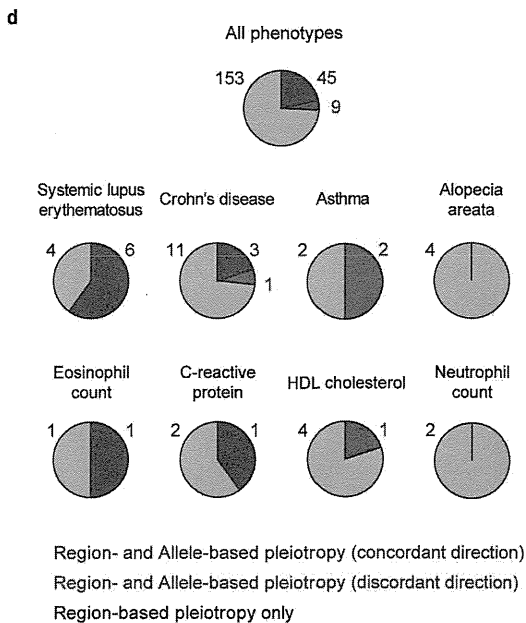 d
All phenotypes
153 45
9
Systemic lupus erythematosus
Crohn's disease
Asthma
Alopecia areata
4 6
11 3
1
2 2
4
Eosinophil count
C-reactive protein
HDL cholesterol
Neutrophil count
1 1
2 1
4 1
2
Region- and Allele-based pleiotropy (concordant direction)
Region- and Allele-based pleiotropy (discordant direction)
Region-based pleiotropy only